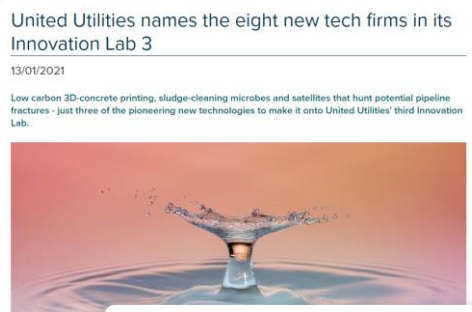 United Utilities names the eight new tech firms in its
Innovation Lab 3
13/01/2021
Low carbon 3D-concrete printing, sludge-cleaning microbes and satellites that hunt potential pipeline
fractures - just three of the pioneering new technologies to make it onto United Utilities' third Innovation
Lab.